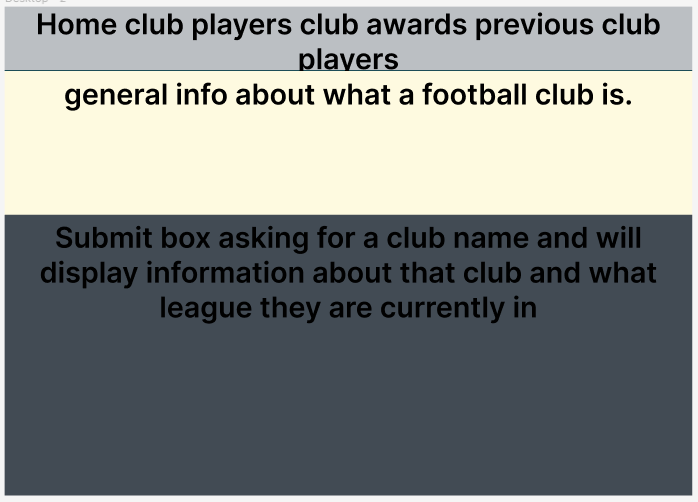 Home club players club awards previous club
players
general info about what a football club is.
Submit box asking for a club name and will
display information about that club and what
league they are currently in